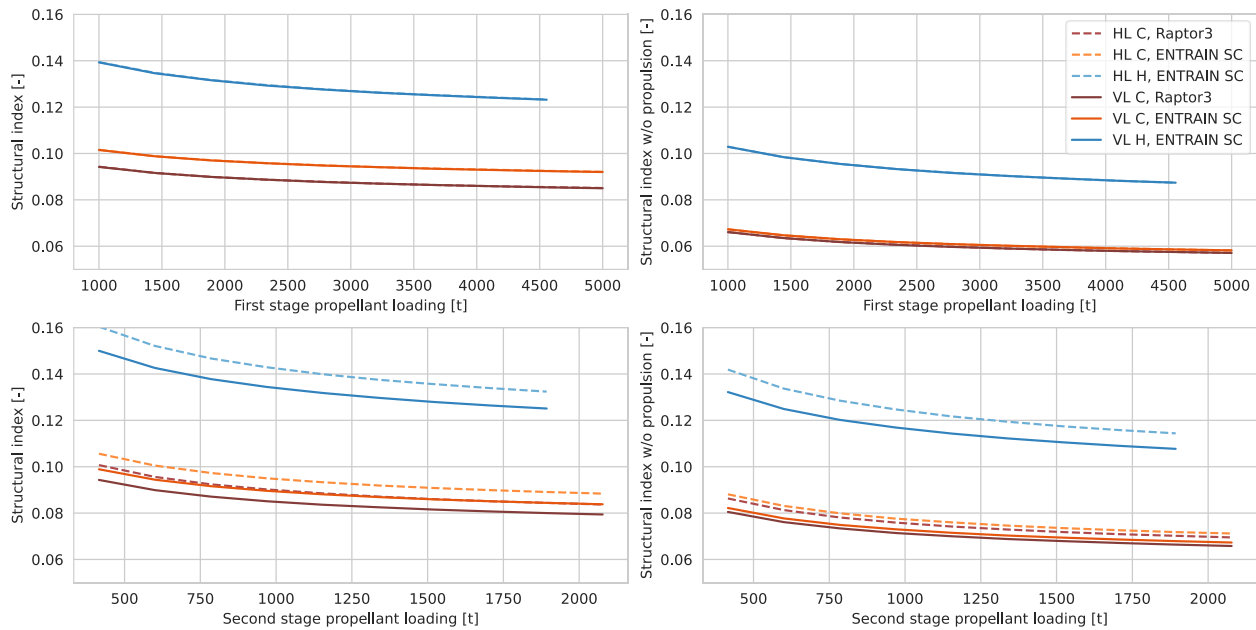 0.16
0.14
0.12
0.10
0.08
0.06
Structural index [-]
1000 1500 2000 2500 3000 3500 4000 4500 5000
First stage propellant loading [t]
0.16
0.14
0.12
0.10
0.08
0.06
Structural index w/o propulsion [-]
HL C, Raptor3
HL C, ENTRAIN SC
HL H, ENTRAIN SC
VL C, Raptor3
VL C, ENTRAIN SC
VL H, ENTRAIN SC
1000 1500 2000 2500 3000 3500 4000 4500 5000
First stage propellant loading [t]
0.16
0.14
0.12
0.10
0.08
0.06
Structural index [-]
500 750 1000 1250 1500 1750 2000
Second stage propellant loading [t]
0.16
0.14
0.12
0.10
0.08
0.06
Structural index w/o propulsion [-]
500 750 1000 1250 1500 1750 2000
Second stage propellant loading [t]